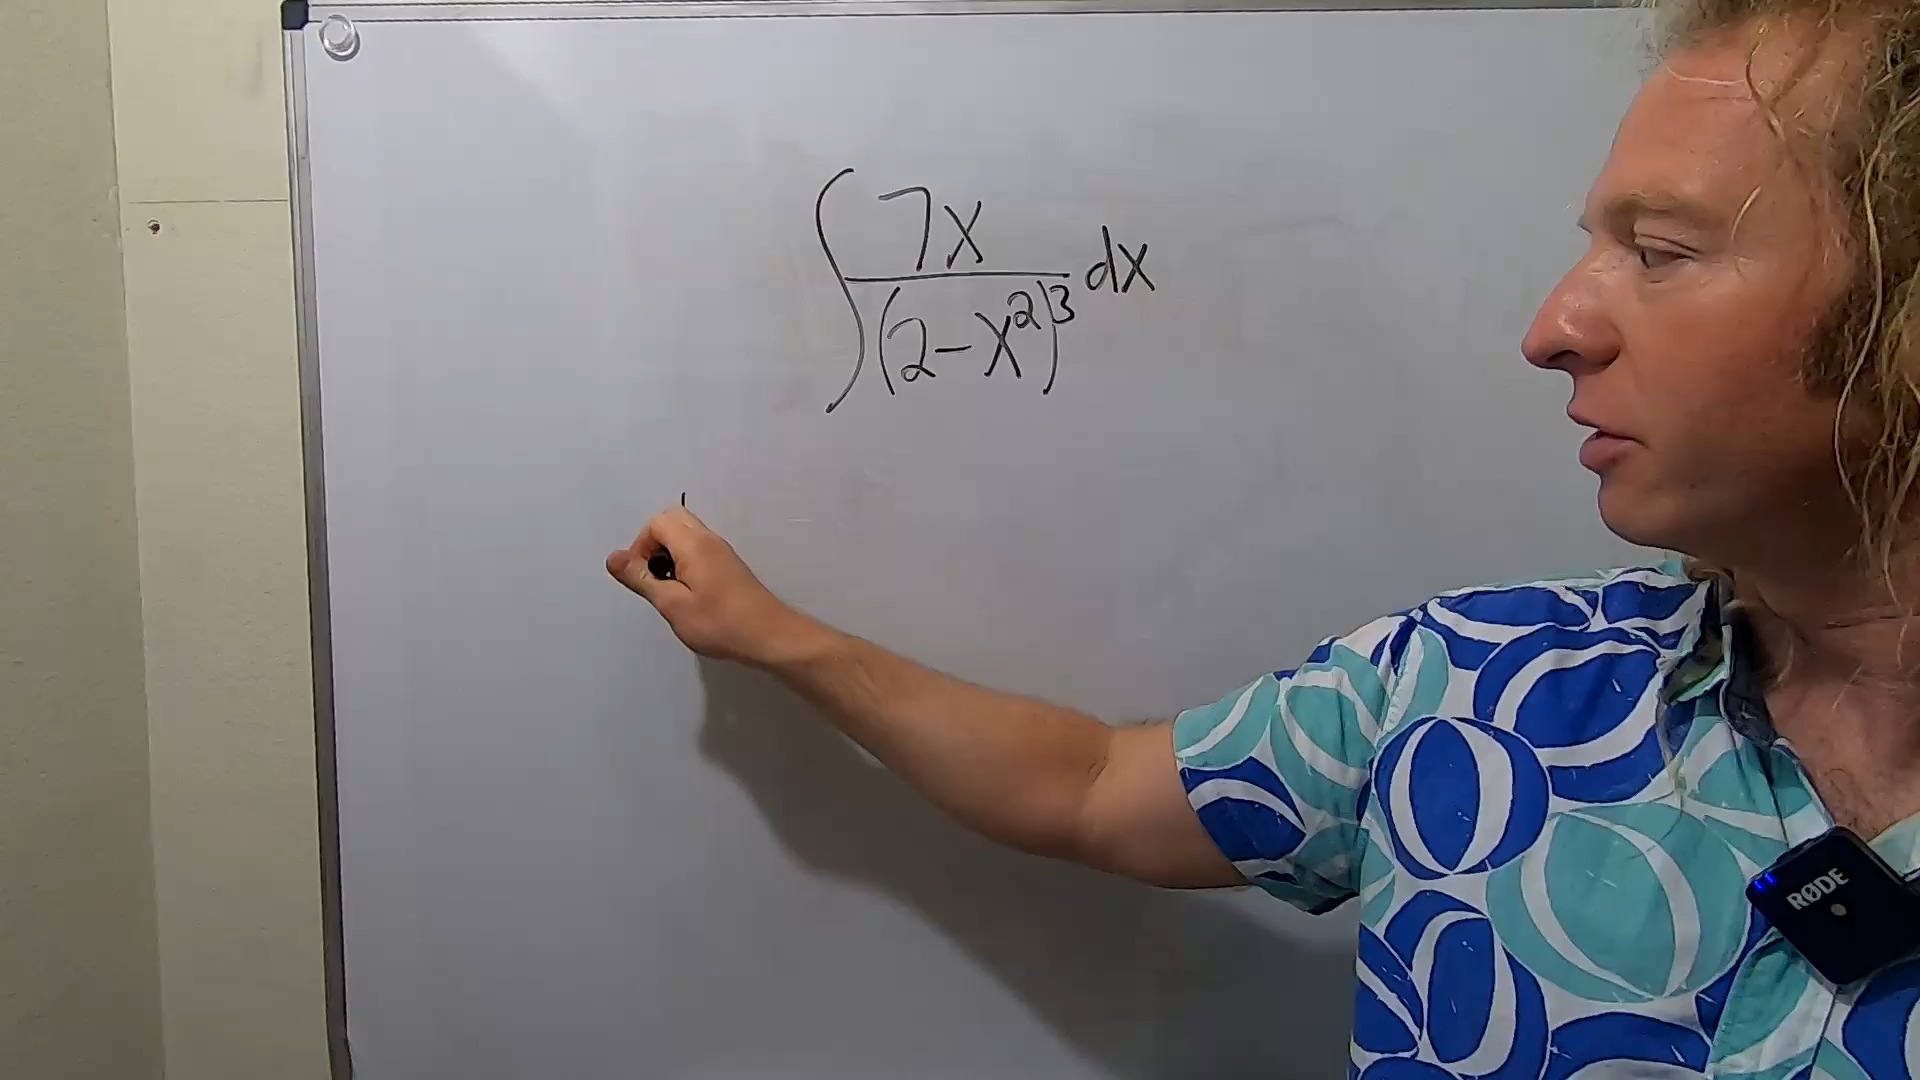 ∫ 7x / (2-x²)³ dx
RØDE